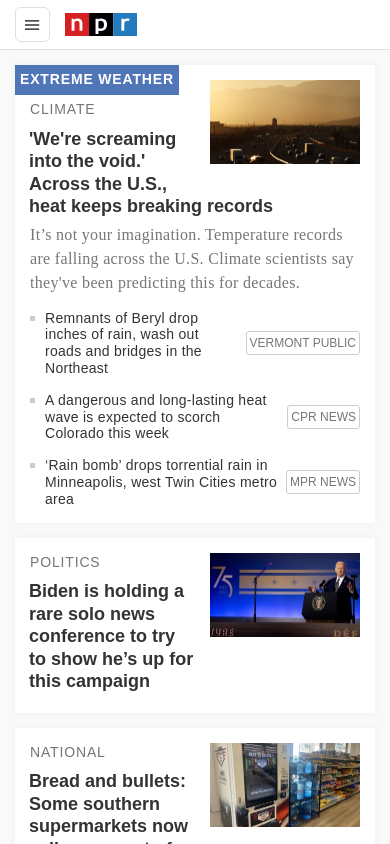 npr
EXTREME WEATHER
CLIMATE
'We're screaming
into the void.'
Across the U.S.,
heat keeps breaking records
It’s not your imagination. Temperature records
are falling across the U.S. Climate scientists say
they've been predicting this for decades.
Remnants of Beryl drop
inches of rain, wash out
roads and bridges in the
Northeast
VERMONT PUBLIC
A dangerous and long-lasting heat
wave is expected to scorch
Colorado this week
CPR NEWS
‘Rain bomb’ drops torrential rain in
Minneapolis, west Twin Cities metro
area
MPR NEWS
POLITICS
Biden is holding a
rare solo news
conference to try
to show he’s up for
this campaign
75
NATIONAL
Bread and bullets:
Some southern
supermarkets now